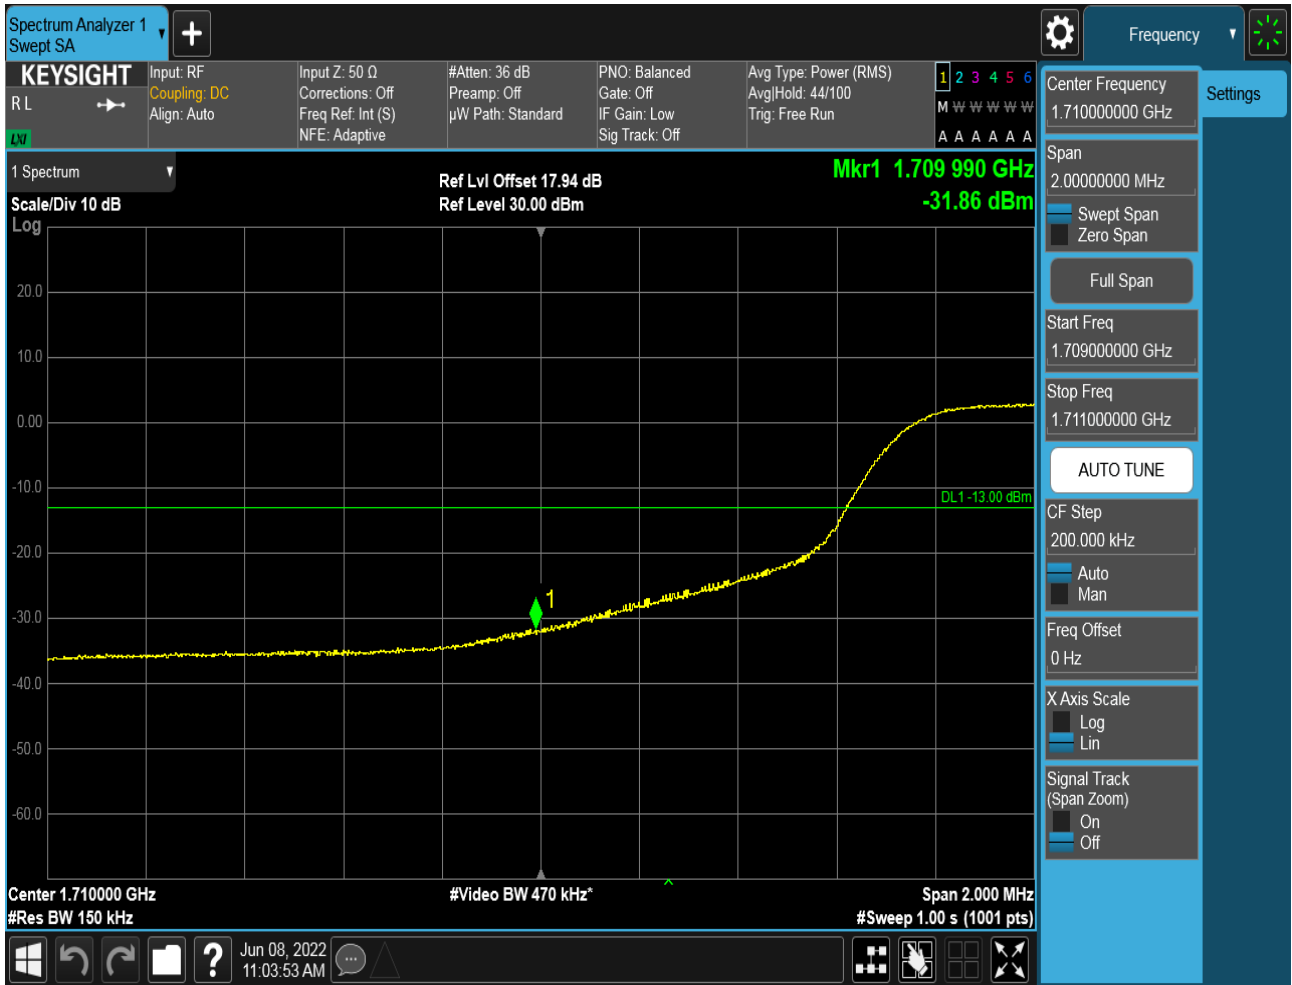 Spectrum Analyzer 1
Swept SA
Frequency
KEYSIGHT
R L
LXI
Input: RF
Coupling: DC
Align: Auto
Input Z: 50 Ω
Corrections: Off
Freq Ref: Int (S)
NFE: Adaptive
#Atten: 36 dB
Preamp: Off
µW Path: Standard
PNO: Balanced
Gate: Off
IF Gain: Low
Sig Track: Off
Avg Type: Power (RMS)
Avg|Hold: 44/100
Trig: Free Run
1 2 3 4 5 6
M W W W W W
A A A A A A
1 Spectrum
Scale/Div 10 dB
Log
Ref Lvl Offset 17.94 dB
Ref Level 30.00 dBm
Mkr1 1.709 990 GHz
-31.86 dBm
20.0
10.0
0.00
-10.0
-20.0
-30.0
-40.0
-50.0
-60.0
DL1 -13.00 dBm
1
Center 1.710000 GHz
#Res BW 150 kHz
#Video BW 470 kHz*
Span 2.000 MHz
#Sweep 1.00 s (1001 pts)
?
Jun 08, 2022
11:03:53 AM
Center Frequency
1.710000000 GHz
Settings
Span
2.00000000 MHz
Swept Span
Zero Span
Full Span
Start Freq
1.709000000 GHz
Stop Freq
1.711000000 GHz
AUTO TUNE
CF Step
200.000 kHz
Auto
Man
Freq Offset
0 Hz
X Axis Scale
Log
Lin
Signal Track
(Span Zoom)
On
Off